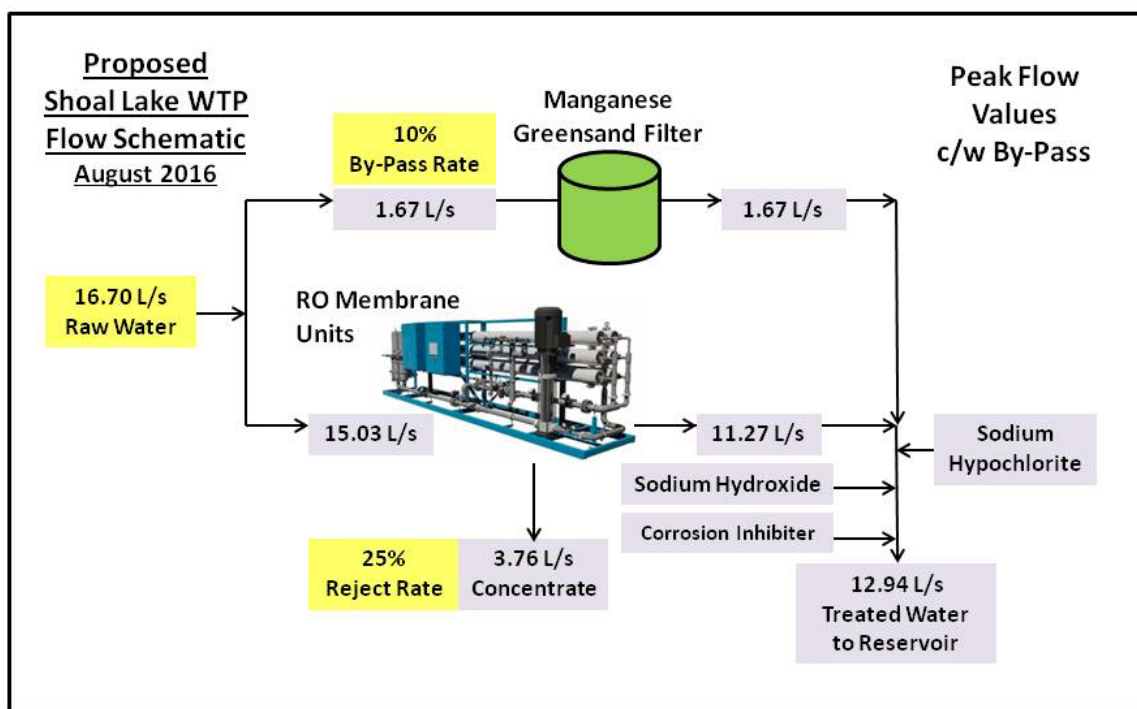 Proposed
Shoal Lake WTP
Flow Schematic
August 2016
Peak Flow
Values
c/w By-Pass
10%
By-Pass Rate
1.67 L/s
Manganese
Greensand Filter
1.67 L/s
16.70 L/s
Raw Water
RO Membrane
Units
15.03 L/s
11.27 L/s
Sodium
Hypochlorite
Sodium Hydroxide
Corrosion Inhibiter
25%
Reject Rate
3.76 L/s
Concentrate
12.94 L/s
Treated Water
to Reservoir